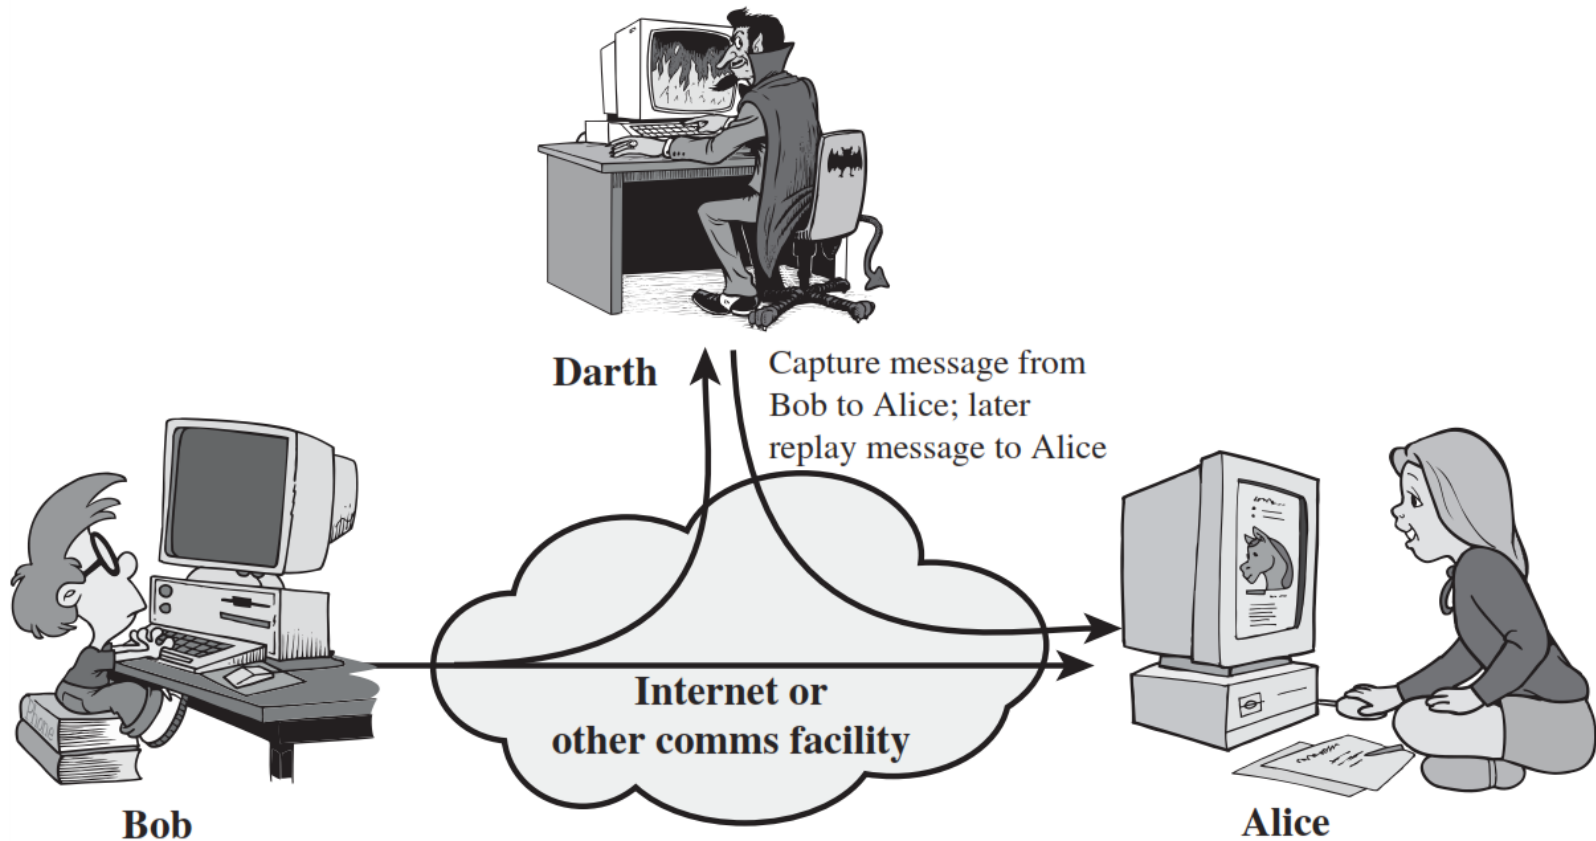 Darth
Capture message from
Bob to Alice; later
replay message to Alice
Internet or
other comms facility
Phone
Bob
Alice